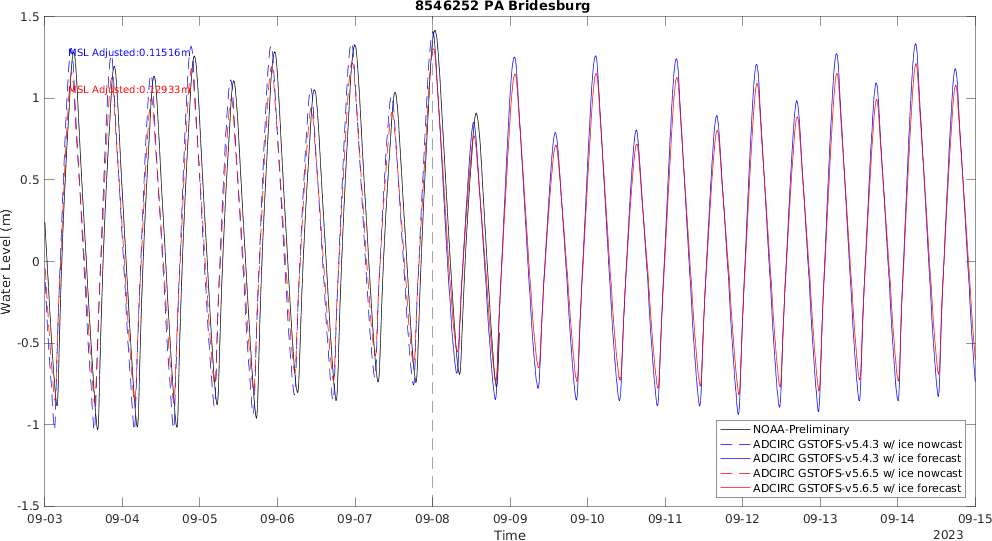 8546252 PA Bridesburg
1.5
1
0.5
0
-0.5
-1
-1.5
Water Level (m)
MSL Adjusted:0.11516m
MSL Adjusted:0.12933m
NOAA-Preliminary
ADCIRC GSTOFS-v5.4.3 w/ ice nowcast
ADCIRC GSTOFS-v5.4.3 w/ ice forecast
ADCIRC GSTOFS-v5.6.5 w/ ice nowcast
ADCIRC GSTOFS-v5.6.5 w/ ice forecast
09-03 09-04 09-05 09-06 09-07 09-08 09-09 09-10 09-11 09-12 09-13 09-14 09-15
Time
2023